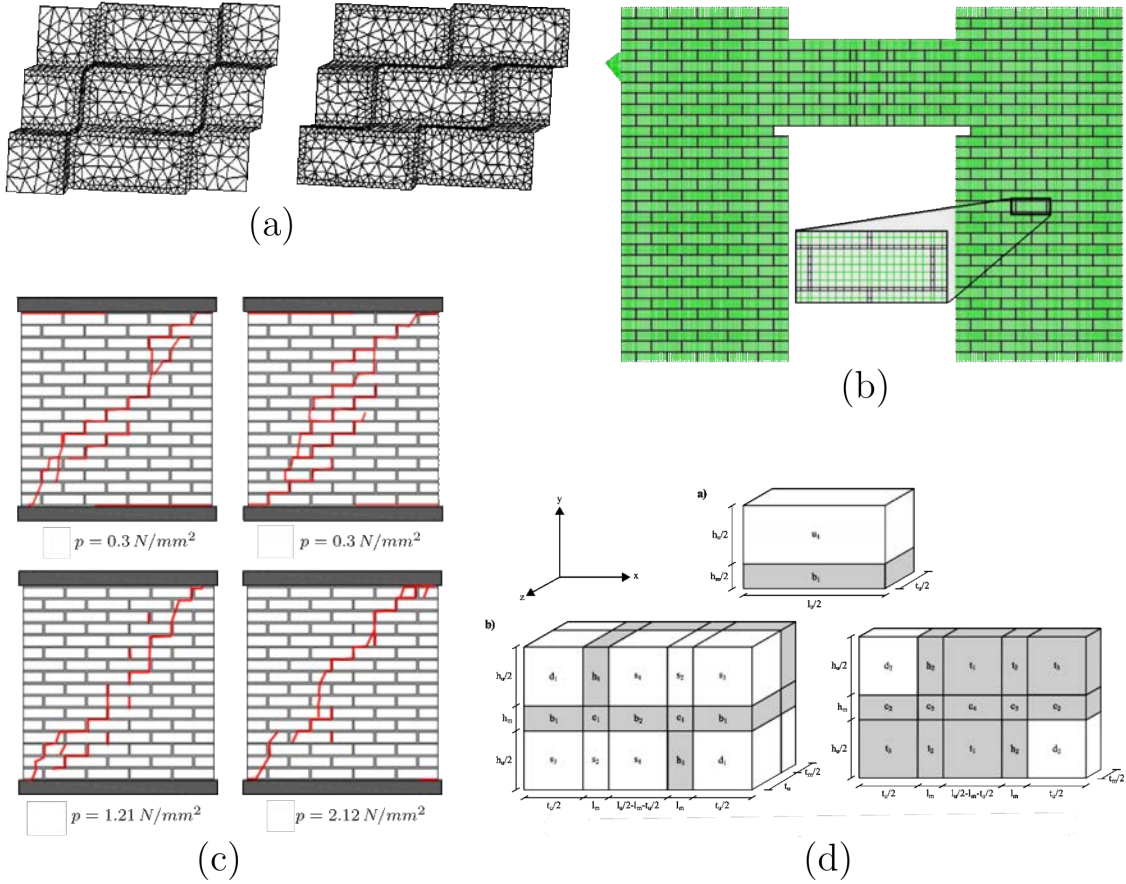 (a)
(b)
p = 0.3 N/mm²
p = 0.3 N/mm²
p = 1.21 N/mm²
p = 2.12 N/mm²
(c)
y
x
z
a)
hᵤ/2
u₁
hₘ/2
b₁
lᵤ/2
tᵤ/2
b)
hᵤ/2
d₁ h₁ s₁ s₂ s₃
hₘ
b₁ c₁ b₂ c₁ b₁
hᵤ/2
s₃ s₂ s₁ h₁ d₁
tᵤ/2 lₘ lᵤ/2-lₘ-tᵤ/2 lₘ tᵤ/2
tᵤ
tₘ/2
hᵤ/2
d₂ h₂ t₁ t₂ t₃
hₘ
c₂ c₃ c₄ c₃ c₂
hᵤ/2
t₃ t₂ t₁ h₂ d₂
tᵤ/2 lₘ lᵤ/2-lₘ-tᵤ/2 lₘ tᵤ/2
tₘ/2
(d)